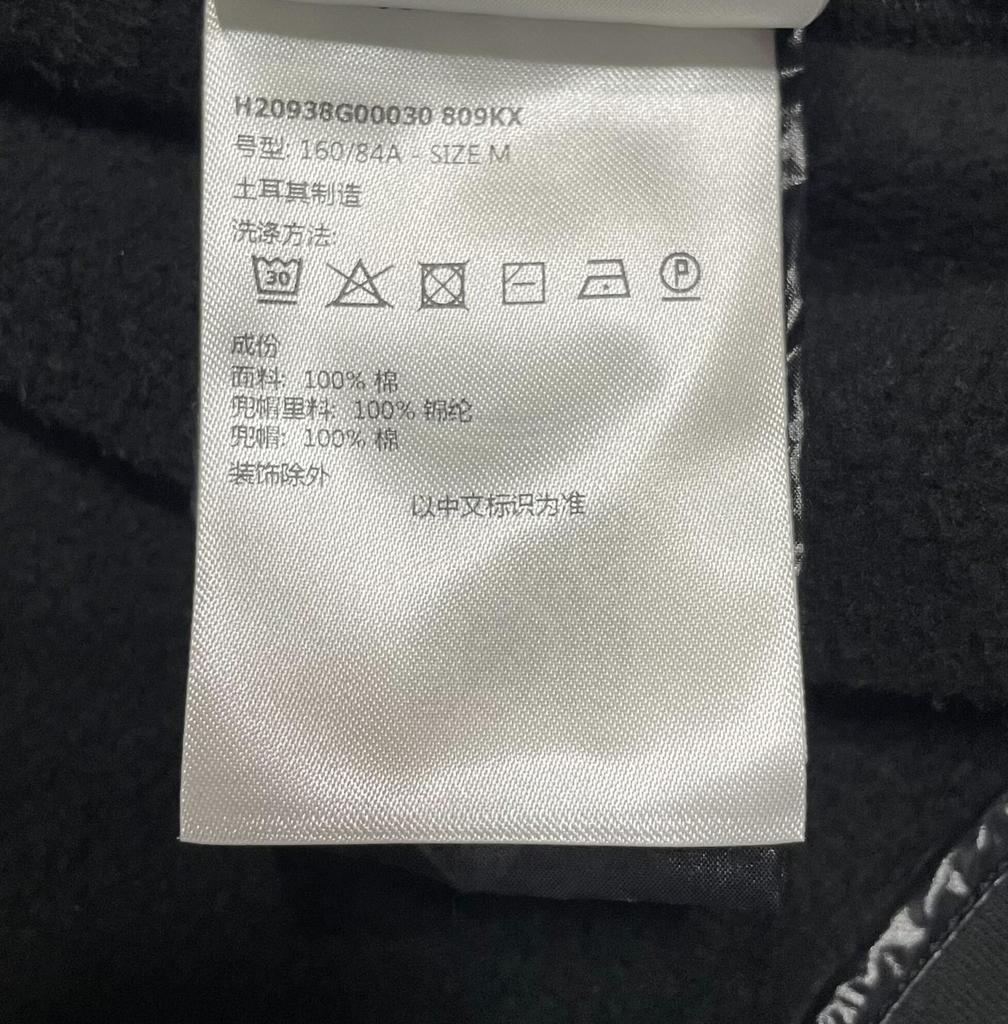 H20938G00030 809KX
号型: 160/84A - SIZE M
土耳其制造
洗涤方法:
30 P
成份
面料: 100% 棉
兜帽里料: 100% 锦纶
兜帽: 100% 棉
装饰除外
以中文标识为准